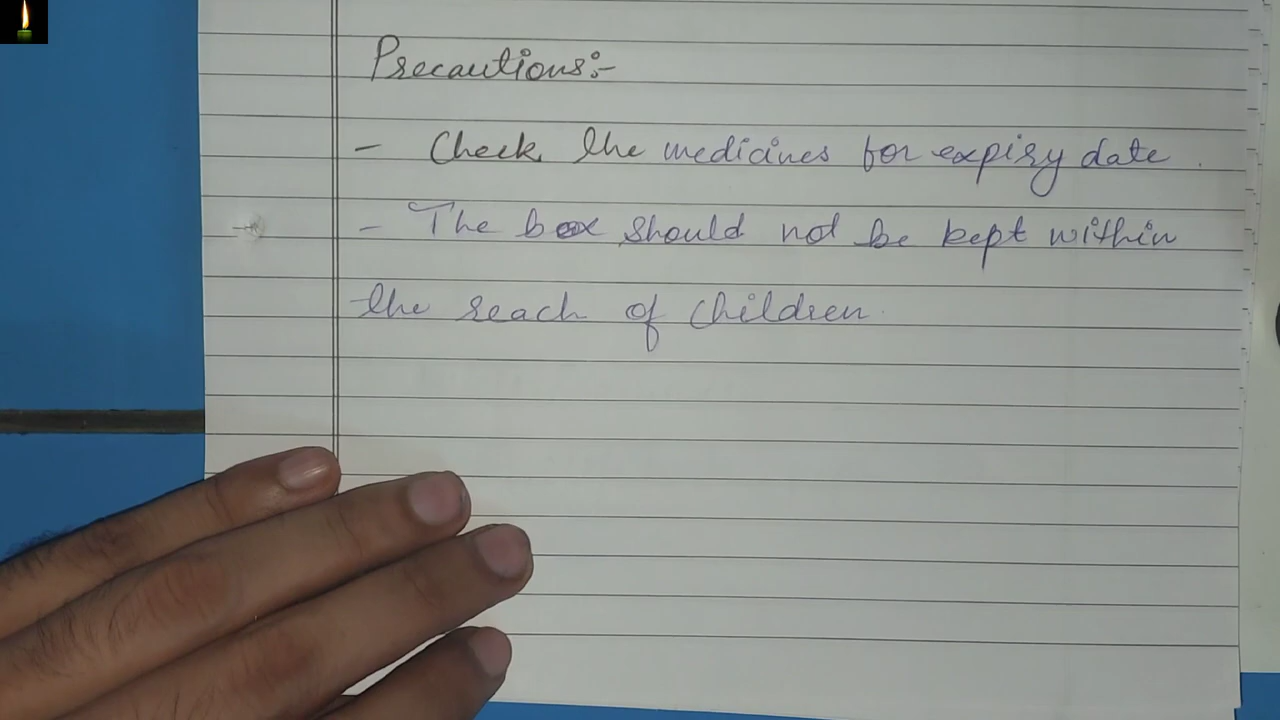 Precautions:-
- Check the medicines for expiry date.
- The box should not be kept within
the reach of children.